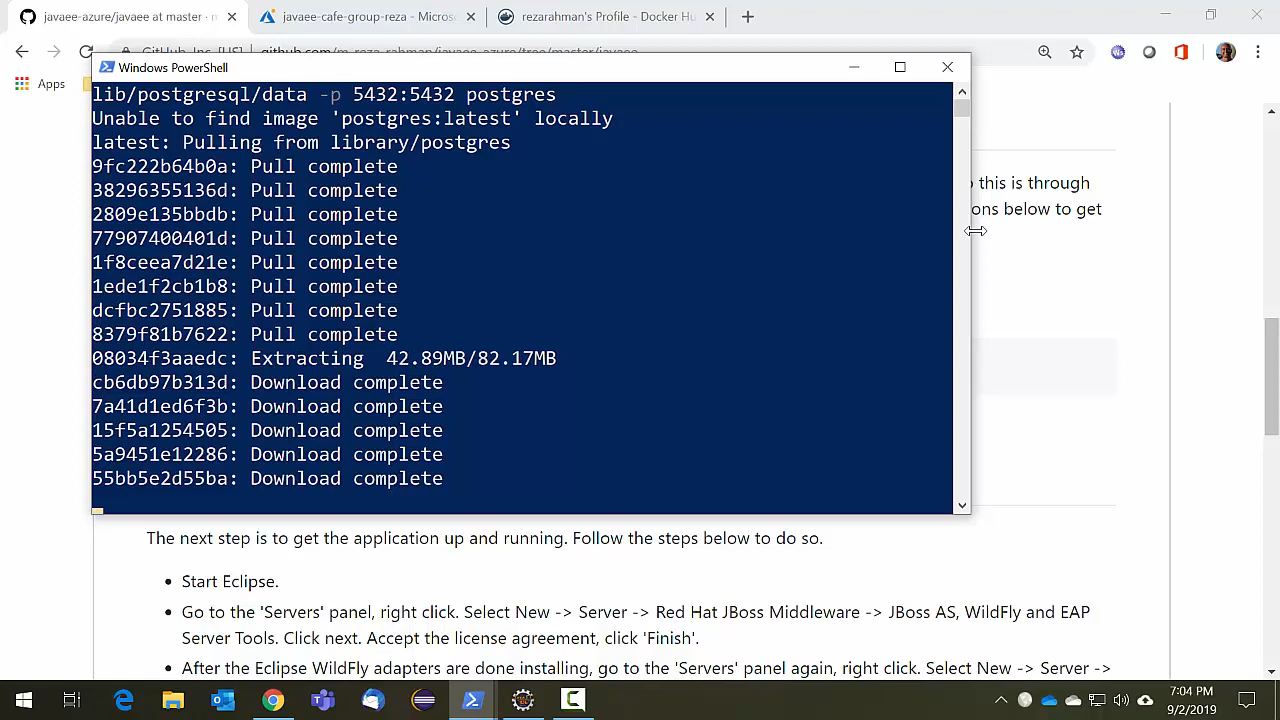 javaee-azure/javaee at master · m
javaee-cafe-group-reza - Microso
rezarahman's Profile - Docker Hu
Apps
Windows PowerShell
lib/postgresql/data -p 5432:5432 postgres
Unable to find image 'postgres:latest' locally
latest: Pulling from library/postgres
9fc222b64b0a: Pull complete
38296355136d: Pull complete
2809e135bbdb: Pull complete
77907400401d: Pull complete
1f8ceea7d21e: Pull complete
1ede1f2cb1b8: Pull complete
dcfbc2751885: Pull complete
8379f81b7622: Pull complete
08034f3aaedc: Extracting  42.89MB/82.17MB
cb6db97b313d: Download complete
7a41d1ed6f3b: Download complete
15f5a1254505: Download complete
5a9451e12286: Download complete
55bb5e2d55ba: Download complete
this is through
ons below to get
The next step is to get the application up and running. Follow the steps below to do so.
• Start Eclipse.
• Go to the 'Servers' panel, right click. Select New -> Server -> Red Hat JBoss Middleware -> JBoss AS, WildFly and EAP
Server Tools. Click next. Accept the license agreement, click 'Finish'.
• After the Eclipse WildFly adapters are done installing, go to the 'Servers' panel again, right click. Select New -> Server ->
7:04 PM
9/2/2019